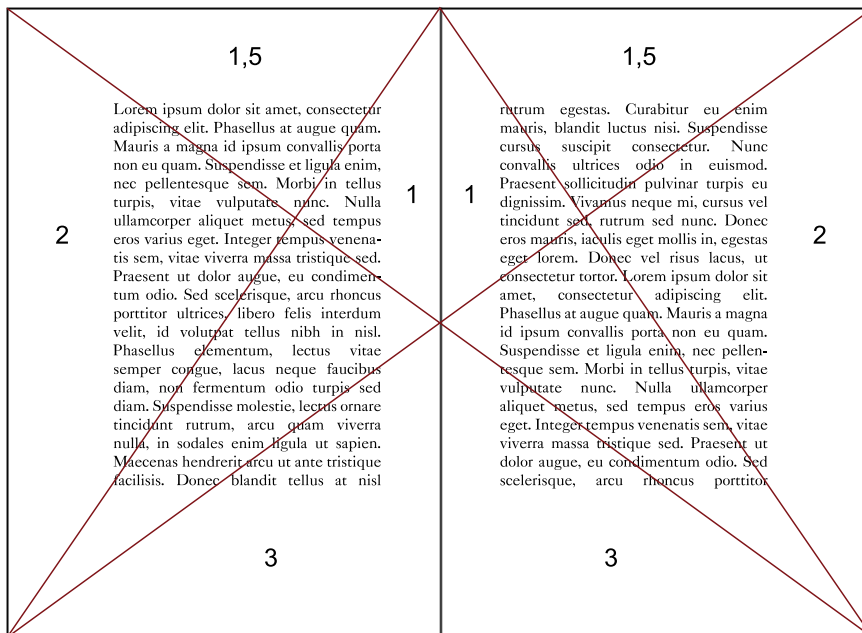 1,5
Lorem ipsum dolor sit amet, consectetur
adipiscing elit. Phasellus at augue quam.
Mauris a magna id ipsum convallis porta
non eu quam. Suspendisse et ligula enim,
nec pellentesque sem. Morbi in tellus
turpis, vitae vulputate nunc. Nulla
ullamcorper aliquet metus, sed tempus
eros varius eget. Integer tempus venena-
tis sem, vitae viverra massa tristique sed.
Praesent ut dolor augue, eu condimen-
tum odio. Sed scelerisque, arcu rhoncus
porttitor ultrices, libero felis interdum
velit, id volutpat tellus nibh in nisl.
Phasellus elementum, lectus vitae
semper congue, lacus neque faucibus
diam, non fermentum odio turpis sed
diam. Suspendisse molestie, lectus ornare
tincidunt rutrum, arcu quam viverra
nulla, in sodales enim ligula ut sapien.
Maecenas hendrerit arcu ut ante tristique
facilisis. Donec blandit tellus at nisl
2
1
3
1,5
rutrum egestas. Curabitur eu enim
mauris, blandit luctus nisi. Suspendisse
cursus suscipit consectetur. Nunc
convallis ultrices odio in euismod.
Praesent sollicitudin pulvinar turpis eu
dignissim. Vivamus neque mi, cursus vel
tincidunt sed, rutrum sed nunc. Donec
eros mauris, iaculis eget mollis in, egestas
eget lorem. Donec vel risus lacus, ut
consectetur tortor. Lorem ipsum dolor sit
amet, consectetur adipiscing elit.
Phasellus at augue quam. Mauris a magna
id ipsum convallis porta non eu quam.
Suspendisse et ligula enim, nec pellen-
tesque sem. Morbi in tellus turpis, vitae
vulputate nunc. Nulla ullamcorper
aliquet metus, sed tempus eros varius
eget. Integer tempus venenatis sem, vitae
viverra massa tristique sed. Praesent ut
dolor augue, eu condimentum odio. Sed
scelerisque, arcu rhoncus porttitor
1
2
3